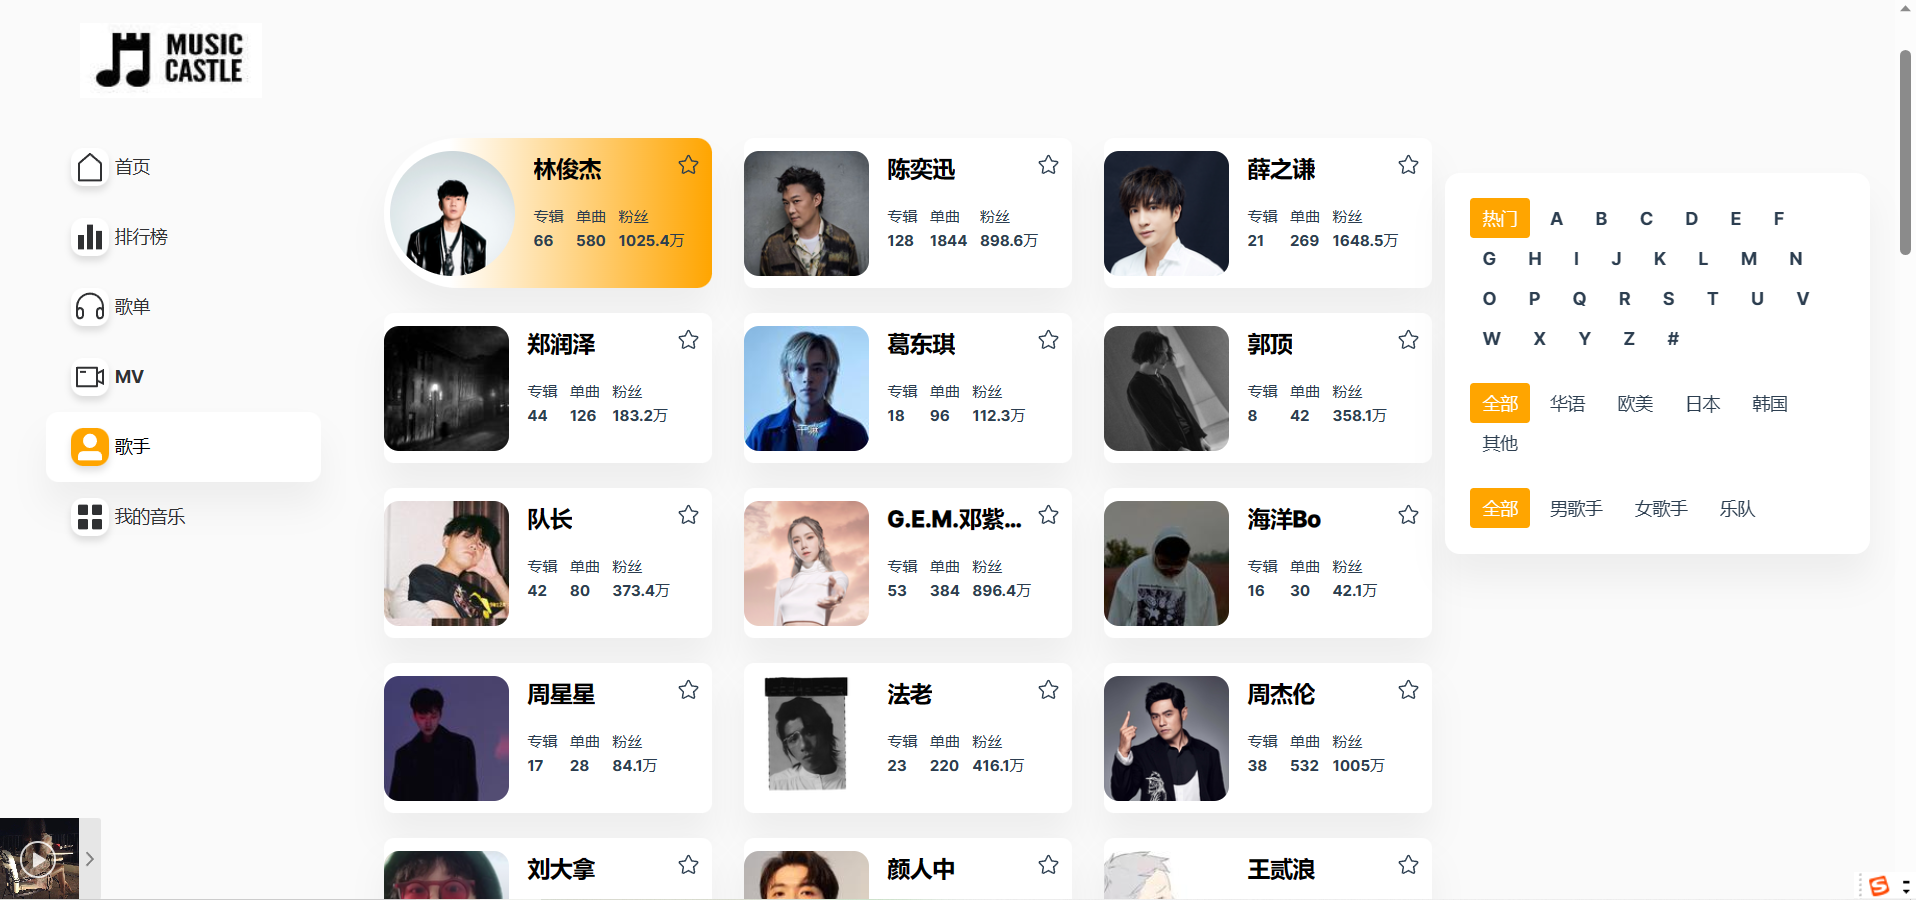 MUSIC
CASTLE
首页
排行榜
歌单
MV
歌手
我的音乐
林俊杰
专辑 单曲 粉丝
66 580 1025.4万
陈奕迅
专辑 单曲 粉丝
128 1844 898.6万
薛之谦
专辑 单曲 粉丝
21 269 1648.5万
郑润泽
专辑 单曲 粉丝
44 126 183.2万
葛东琪
专辑 单曲 粉丝
18 96 112.3万
郭顶
专辑 单曲 粉丝
8 42 358.1万
队长
专辑 单曲 粉丝
42 80 373.4万
G.E.M.邓紫...
专辑 单曲 粉丝
53 384 896.4万
海洋Bo
专辑 单曲 粉丝
16 30 42.1万
周星星
专辑 单曲 粉丝
17 28 84.1万
法老
专辑 单曲 粉丝
23 220 416.1万
周杰伦
专辑 单曲 粉丝
38 532 1005万
刘大拿
颜人中
王贰浪
热门 A B C D E F
G H I J K L M N
O P Q R S T U V
W X Y Z #
全部 华语 欧美 日本 韩国
其他
全部 男歌手 女歌手 乐队